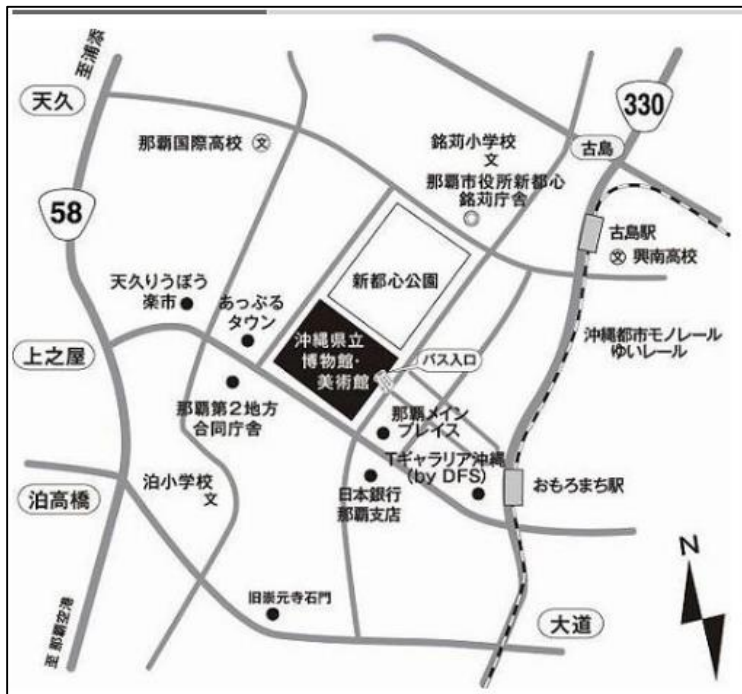 至浦添
天久
330
那覇国際高校 文
銘苅小学校
文
古島
那覇市役所新都心
銘苅庁舎
58
古島駅
文 興南高校
新都心公園
天久りうぼう
楽市
あっぷる
タウン
沖縄県立
博物館・
美術館
バス入口
沖縄都市モノレール
ゆいレール
上之屋
那覇第2地方
合同庁舎
那覇メイン
プレイス
Tギャラリア沖縄
(by DFS)
泊高橋
泊小学校
文
日本銀行
那覇支店
おもろまち駅
N
旧崇元寺石門
大道
至 那覇空港